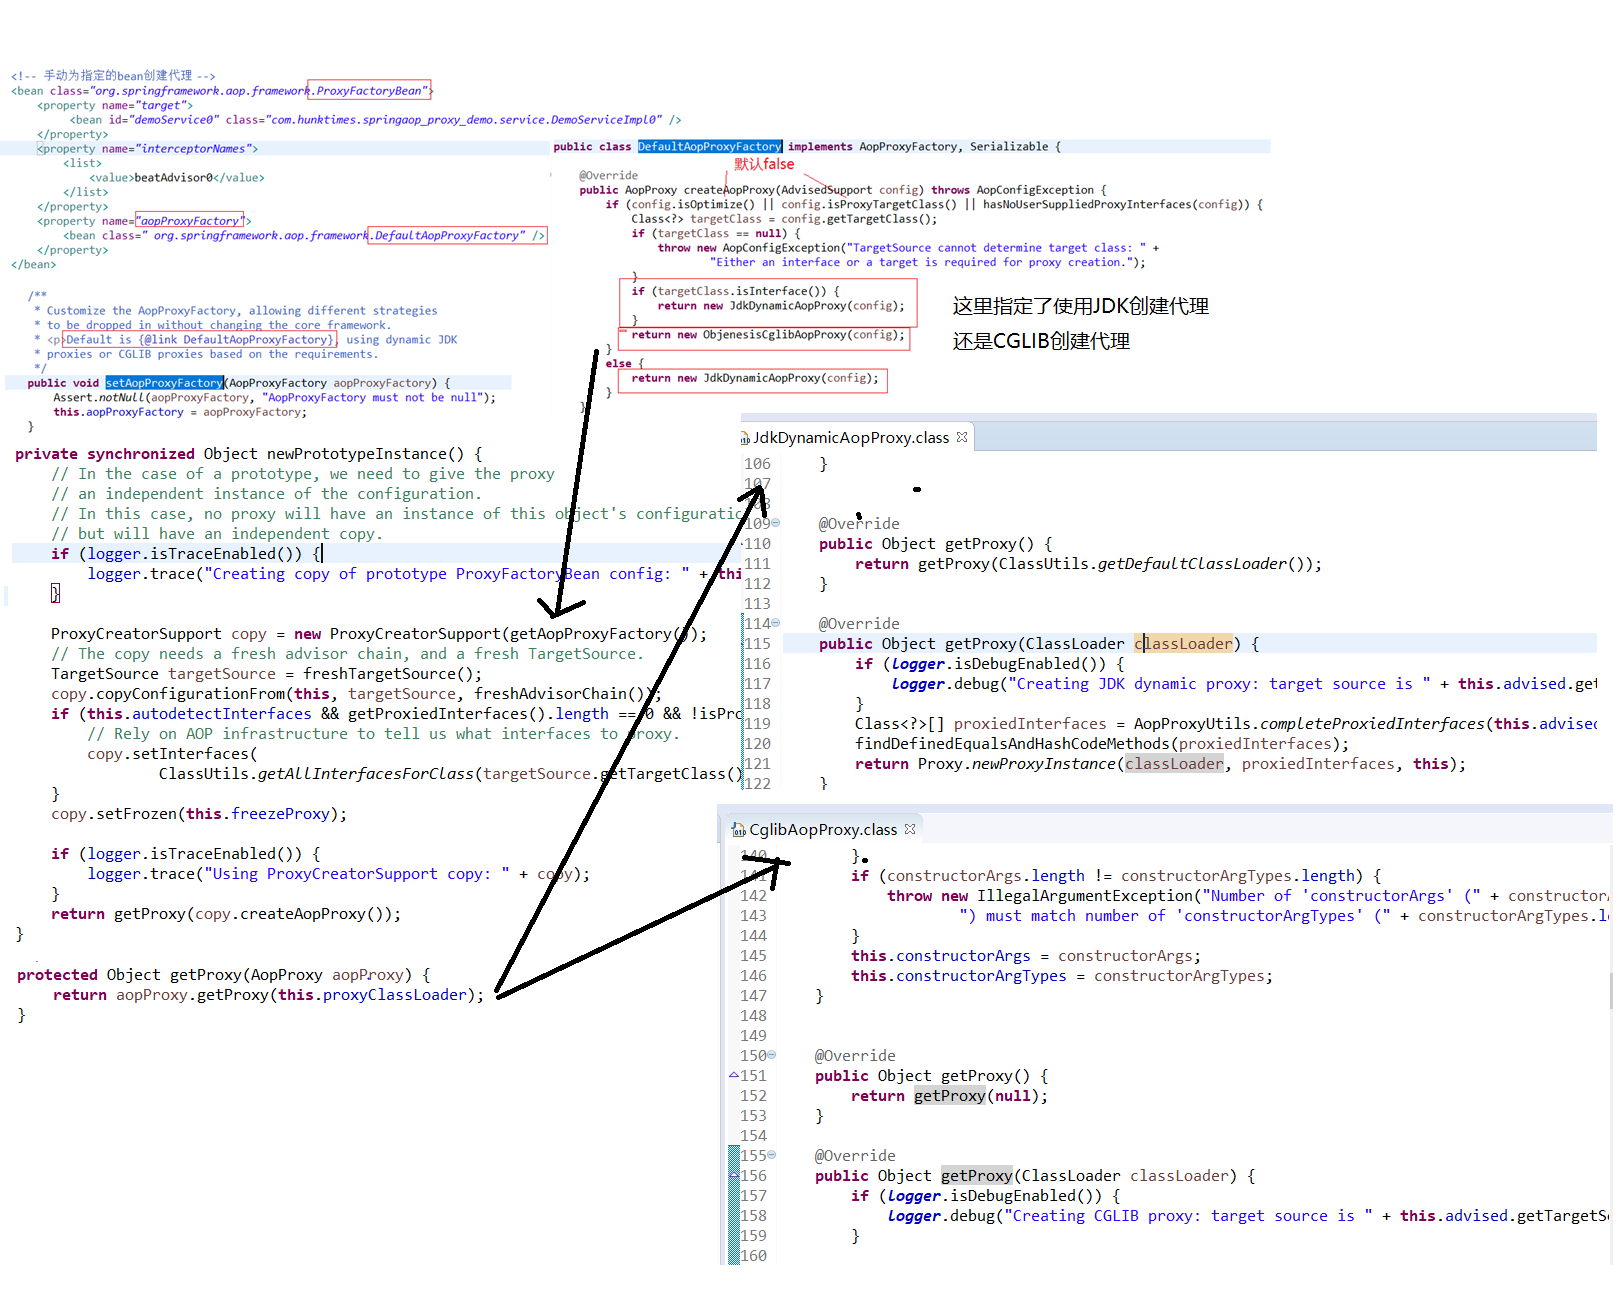 <!-- 手动为指定的bean创建代理 -->
<bean class="org.springframework.aop.framework.ProxyFactoryBean">
<property name="target">
<bean id="demoService0" class="com.hunktimes.springaop_proxy_demo.service.DemoServiceImpl0" />
</property>
<property name="interceptorNames">
<list>
<value>beatAdvisor0</value>
</list>
</property>
<property name="aopProxyFactory">
<bean class=" org.springframework.aop.framework.DefaultAopProxyFactory" />
</property>
</bean>
/**
* Customize the AopProxyFactory, allowing different strategies
* to be dropped in without changing the core framework.
* <p>Default is {@link DefaultAopProxyFactory}, using dynamic JDK
* proxies or CGLIB proxies based on the requirements.
*/
public void setAopProxyFactory(AopProxyFactory aopProxyFactory) {
Assert.notNull(aopProxyFactory, "AopProxyFactory must not be null");
this.aopProxyFactory = aopProxyFactory;
}
public class DefaultAopProxyFactory implements AopProxyFactory, Serializable {
默认false
@Override
public AopProxy createAopProxy(AdvisedSupport config) throws AopConfigException {
if (config.isOptimize() || config.isProxyTargetClass() || hasNoUserSuppliedProxyInterfaces(config)) {
Class<?> targetClass = config.getTargetClass();
if (targetClass == null) {
throw new AopConfigException("TargetSource cannot determine target class: " +
"Either an interface or a target is required for proxy creation.");
}
if (targetClass.isInterface()) {
return new JdkDynamicAopProxy(config);
}
return new ObjenesisCglibAopProxy(config);
}
else {
return new JdkDynamicAopProxy(config);
}
}
这里指定了使用JDK创建代理
还是CGLIB创建代理
private synchronized Object newPrototypeInstance() {
// In the case of a prototype, we need to give the proxy
// an independent instance of the configuration.
// In this case, no proxy will have an instance of this object's configuratic
// but will have an independent copy.
if (logger.isTraceEnabled()) {
logger.trace("Creating copy of prototype ProxyFactoryBean config: " + thi
}
ProxyCreatorSupport copy = new ProxyCreatorSupport(getAopProxyFactory());
// The copy needs a fresh advisor chain, and a fresh TargetSource.
TargetSource targetSource = freshTargetSource();
copy.copyConfigurationFrom(this, targetSource, freshAdvisorChain());
if (this.autodetectInterfaces && getProxiedInterfaces().length == 0 && !isPrc
// Rely on AOP infrastructure to tell us what interfaces to proxy.
copy.setInterfaces(
ClassUtils.getAllInterfacesForClass(targetSource.getTargetClass()
}
copy.setFrozen(this.freezeProxy);
if (logger.isTraceEnabled()) {
logger.trace("Using ProxyCreatorSupport copy: " + copy);
}
return getProxy(copy.createAopProxy());
}
protected Object getProxy(AopProxy aopProxy) {
return aopProxy.getProxy(this.proxyClassLoader);
}
JdkDynamicAopProxy.class
106 }
107
108
109 @Override
110 public Object getProxy() {
111 return getProxy(ClassUtils.getDefaultClassLoader());
112 }
113
114 @Override
115 public Object getProxy(ClassLoader classLoader) {
116 if (logger.isDebugEnabled()) {
117 logger.debug("Creating JDK dynamic proxy: target source is " + this.advised.get
118 }
119 Class<?>[] proxiedInterfaces = AopProxyUtils.completeProxiedInterfaces(this.advised
120 findDefinedEqualsAndHashCodeMethods(proxiedInterfaces);
121 return Proxy.newProxyInstance(classLoader, proxiedInterfaces, this);
122 }
CglibAopProxy.class
140 }
141 if (constructorArgs.length != constructorArgTypes.length) {
142 throw new IllegalArgumentException("Number of 'constructorArgs' (" + constructorA
143 ") must match number of 'constructorArgTypes' (" + constructorArgTypes.l
144 }
145 this.constructorArgs = constructorArgs;
146 this.constructorArgTypes = constructorArgTypes;
147 }
148
149
150 @Override
151 public Object getProxy() {
152 return getProxy(null);
153 }
154
155 @Override
156 public Object getProxy(ClassLoader classLoader) {
157 if (logger.isDebugEnabled()) {
158 logger.debug("Creating CGLIB proxy: target source is " + this.advised.getTargetS
159 }
160